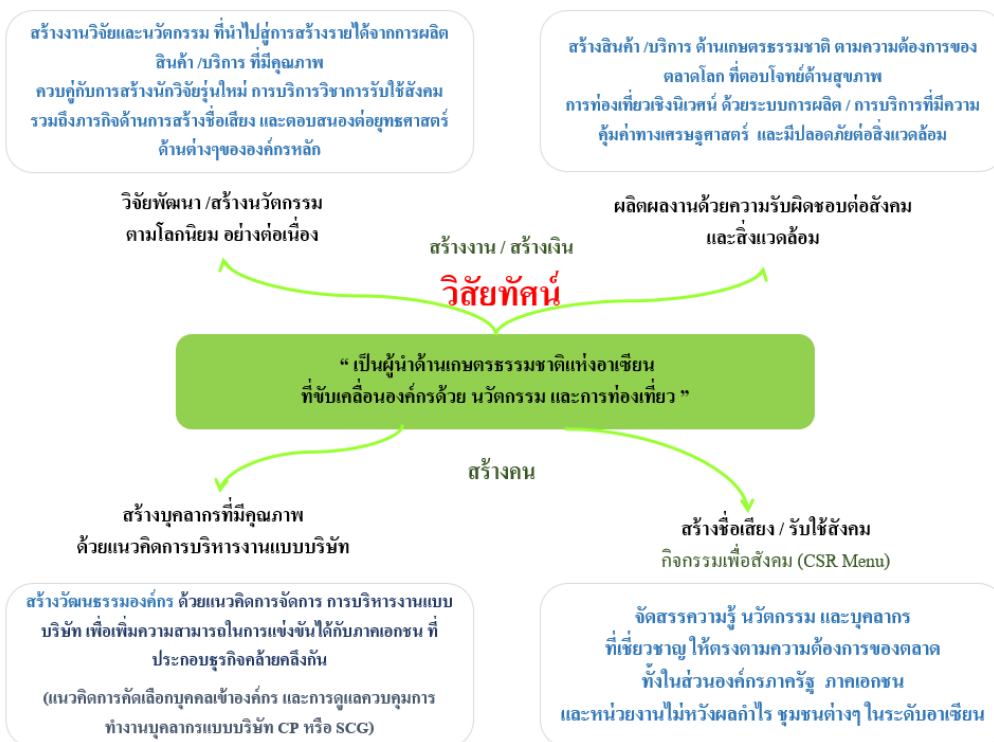 สร้างงานวิจัยและนวัตกรรม ที่นำไปสู่การสร้างรายได้จากการผลิต
สินค้า /บริการ ที่มีคุณภาพ
ควบคู่กับการสร้างนักวิจัยรุ่นใหม่ การบริการวิชาการรับใช้สังคม
รวมถึงภารกิจด้านการสร้างชื่อเสียง และตอบสนองต่อยุทธศาสตร์
ด้านต่างๆขององค์กรหลัก
สร้างสินค้า /บริการ ด้านเกษตรธรรมชาติ ตามความต้องการของ
ตลาดโลก ที่ตอบโจทย์ด้านสุขภาพ
การท่องเที่ยวเชิงนิเวศน์ ด้วยระบบการผลิต / การบริการที่มีความ
คุ้มค่าทางเศรษฐศาสตร์ และมีปลอดภัยต่อสิ่งแวดล้อม
วิจัยพัฒนา /สร้างนวัตกรรม
ตามโลกนิยม อย่างต่อเนื่อง
ผลิตผลงานด้วยความรับผิดชอบต่อสังคม
และสิ่งแวดล้อม
สร้างงาน / สร้างเงิน
วิสัยทัศน์
“ เป็นผู้นำด้านเกษตรธรรมชาติแห่งอาเซียน
ที่ขับเคลื่อนองค์กรด้วย นวัตกรรม และการท่องเที่ยว ”
สร้างคน
สร้างบุคลากรที่มีคุณภาพ
ด้วยแนวคิดการบริหารงานแบบบริษัท
สร้างชื่อเสียง / รับใช้สังคม
กิจกรรมเพื่อสังคม (CSR Menu)
สร้างวัฒนธรรมองค์กร ด้วยแนวคิดการจัดการ การบริหารงานแบบ
บริษัท เพื่อเพิ่มความสามารถในการแข่งขันได้กับภาคเอกชน ที่
ประกอบธุรกิจคล้ายคลึงกัน
(แนวคิดการคัดเลือกบุคคลเข้าองค์กร และการดูแลควบคุมการ
ทำงานบุคลากรแบบบริษัท CP หรือ SCG)
จัดสรรความรู้ นวัตกรรม และบุคลากร
ที่เชี่ยวชาญ ให้ตรงตามความต้องการของตลาด
ทั้งในส่วนองค์กรภาครัฐ ภาคเอกชน
และหน่วยงานไม่หวังผลกำไร ชุมชนต่างๆ ในระดับอาเซียน